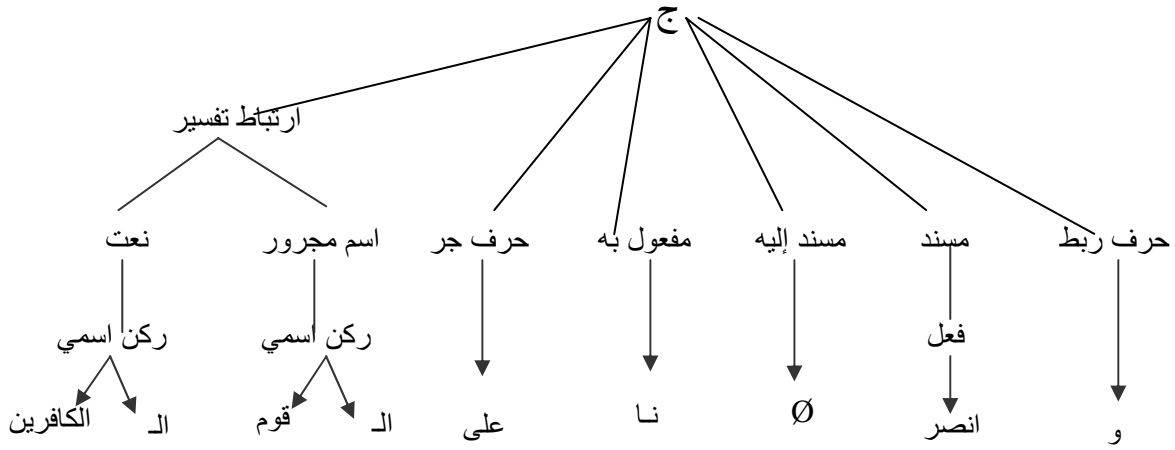 ج
ارتباط تفسير
حرف ربط مسند مسند إليه مفعول به حرف جر اسم مجرور نعت
فعل ركن اسمي ركن اسمي
و انصر Ø نـا على الـ قوم الـ الكافرين